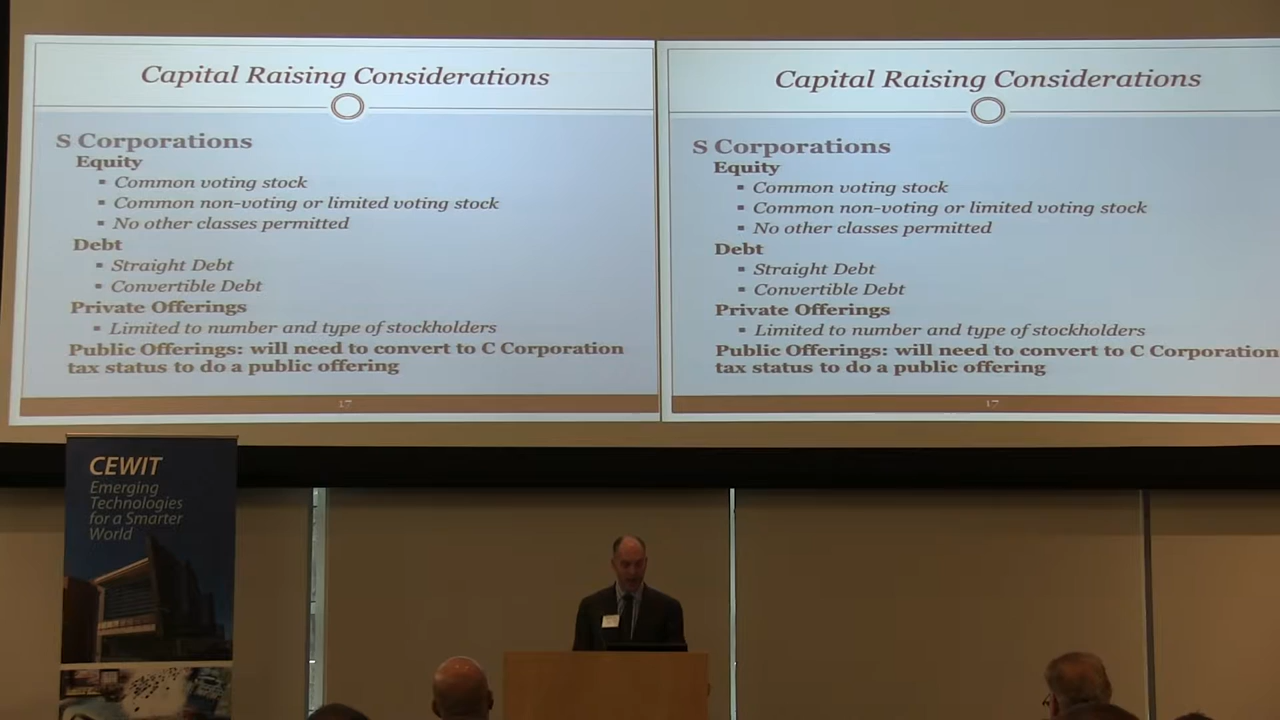 Capital Raising Considerations
S Corporations
Equity
▪ Common voting stock
▪ Common non-voting or limited voting stock
▪ No other classes permitted
Debt
▪ Straight Debt
▪ Convertible Debt
Private Offerings
▪ Limited to number and type of stockholders
Public Offerings: will need to convert to C Corporation
tax status to do a public offering
17
Capital Raising Considerations
S Corporations
Equity
▪ Common voting stock
▪ Common non-voting or limited voting stock
▪ No other classes permitted
Debt
▪ Straight Debt
▪ Convertible Debt
Private Offerings
▪ Limited to number and type of stockholders
Public Offerings: will need to convert to C Corporation
tax status to do a public offering
17
CEWIT
Emerging
Technologies
for a Smarter
World